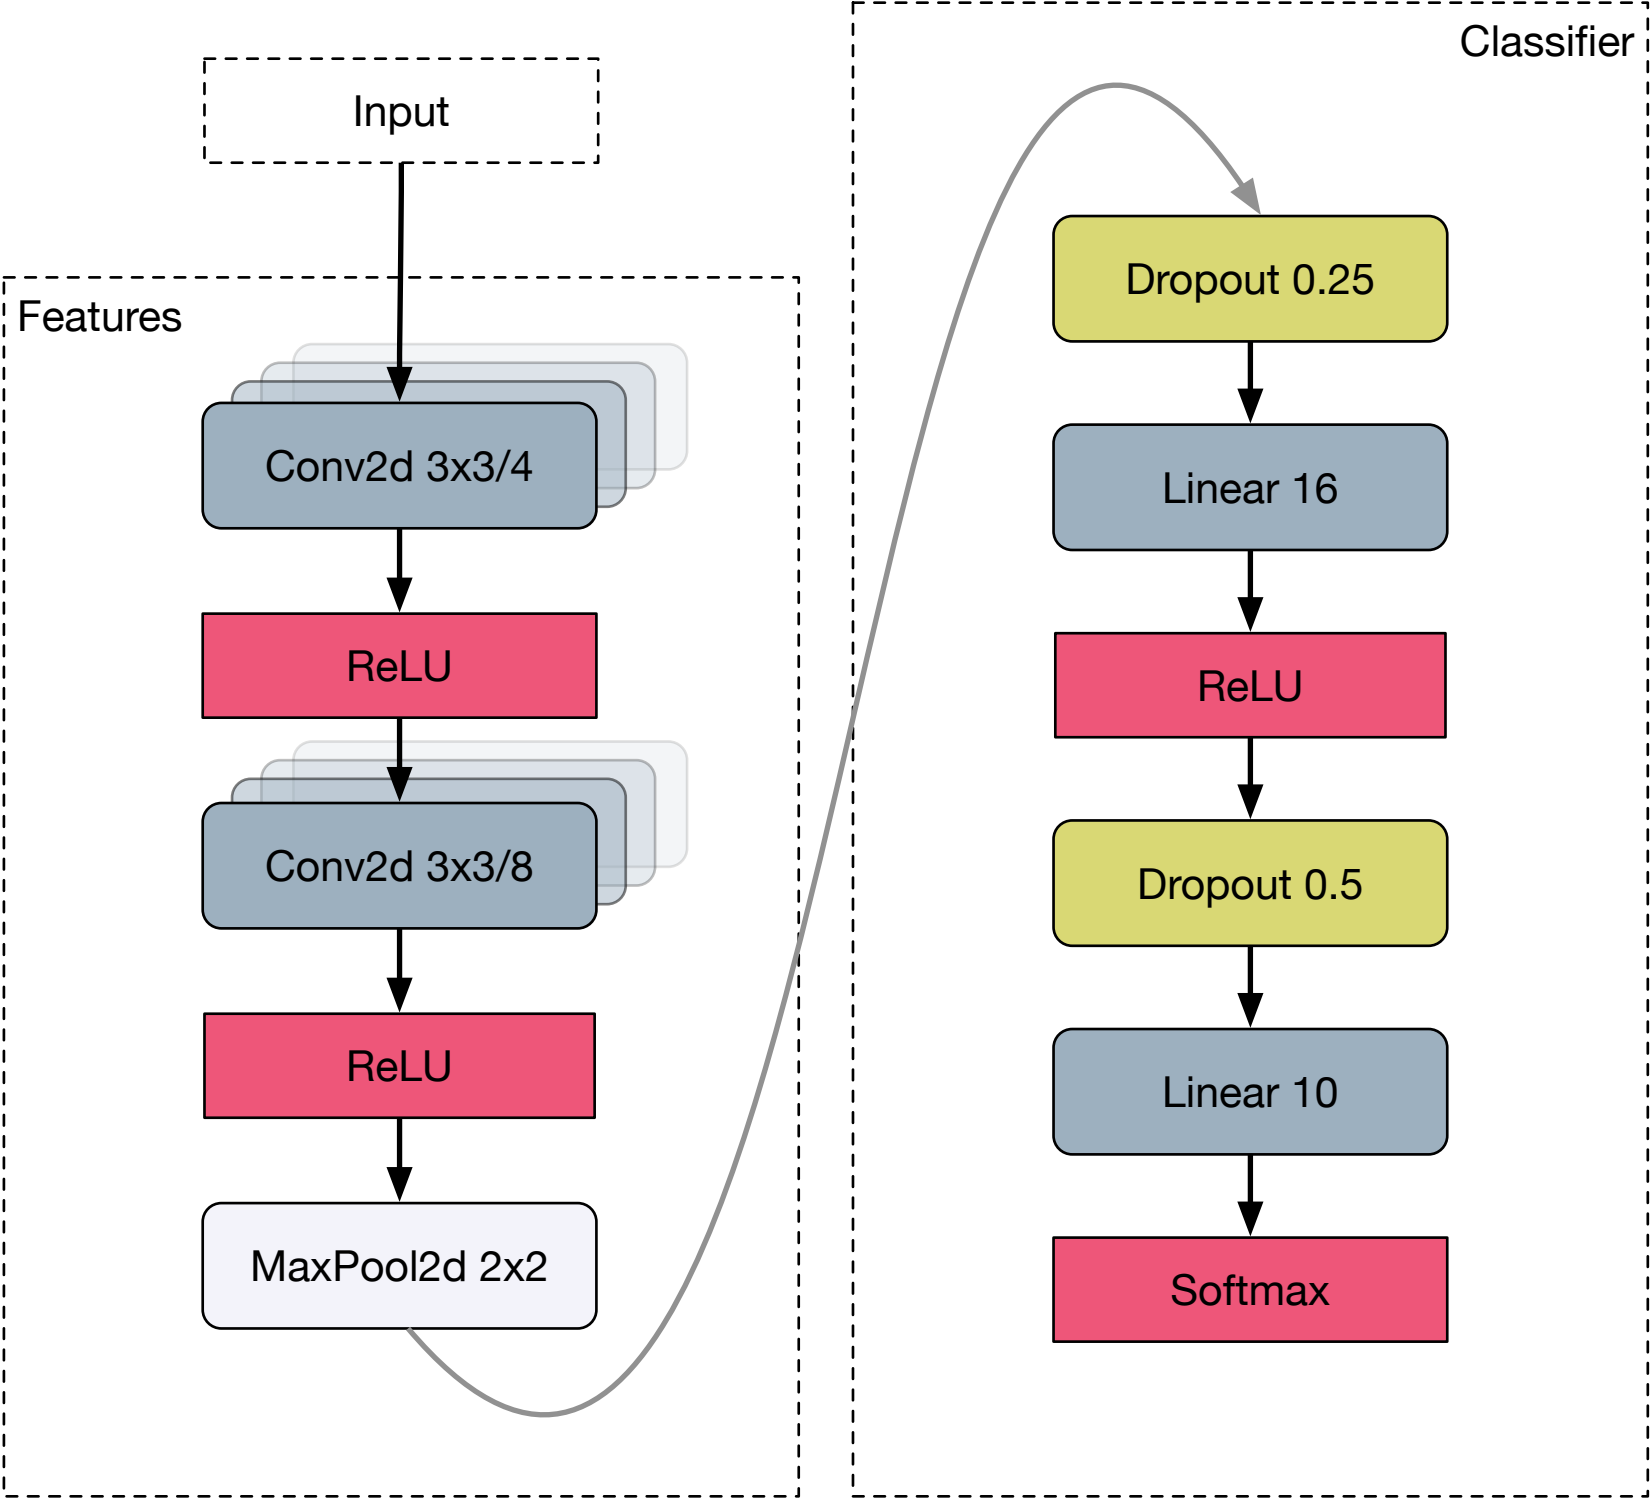 Input
Features
Conv2d 3x3/4
ReLU
Conv2d 3x3/8
ReLU
MaxPool2d 2x2
Classifier
Dropout 0.25
Linear 16
ReLU
Dropout 0.5
Linear 10
Softmax